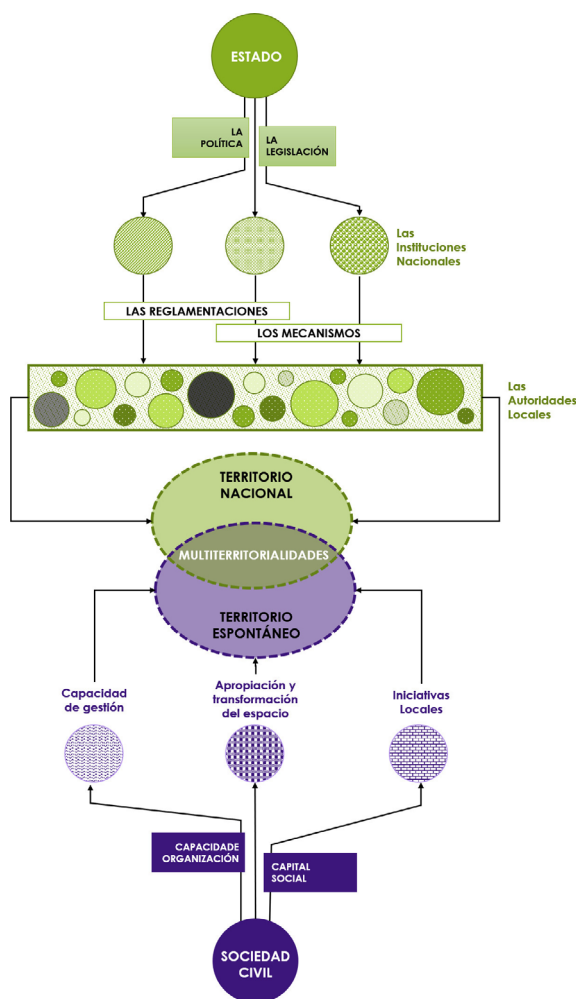 ESTADO
LA
POLÍTICA
LA
LEGISLACIÓN
Las
Instituciones
Nacionales
LAS REGLAMENTACIONES
LOS MECANISMOS
Las
Autoridades
Locales
TERRITORIO
NACIONAL
MULTITERRITORIALIDADES
TERRITORIO
ESPONTÁNEO
Capacidad
de gestión
Apropiación y
transformación
del espacio
Iniciativas
Locales
CAPACIDADE
ORGANIZACIÓN
CAPITAL
SOCIAL
SOCIEDAD
CIVIL